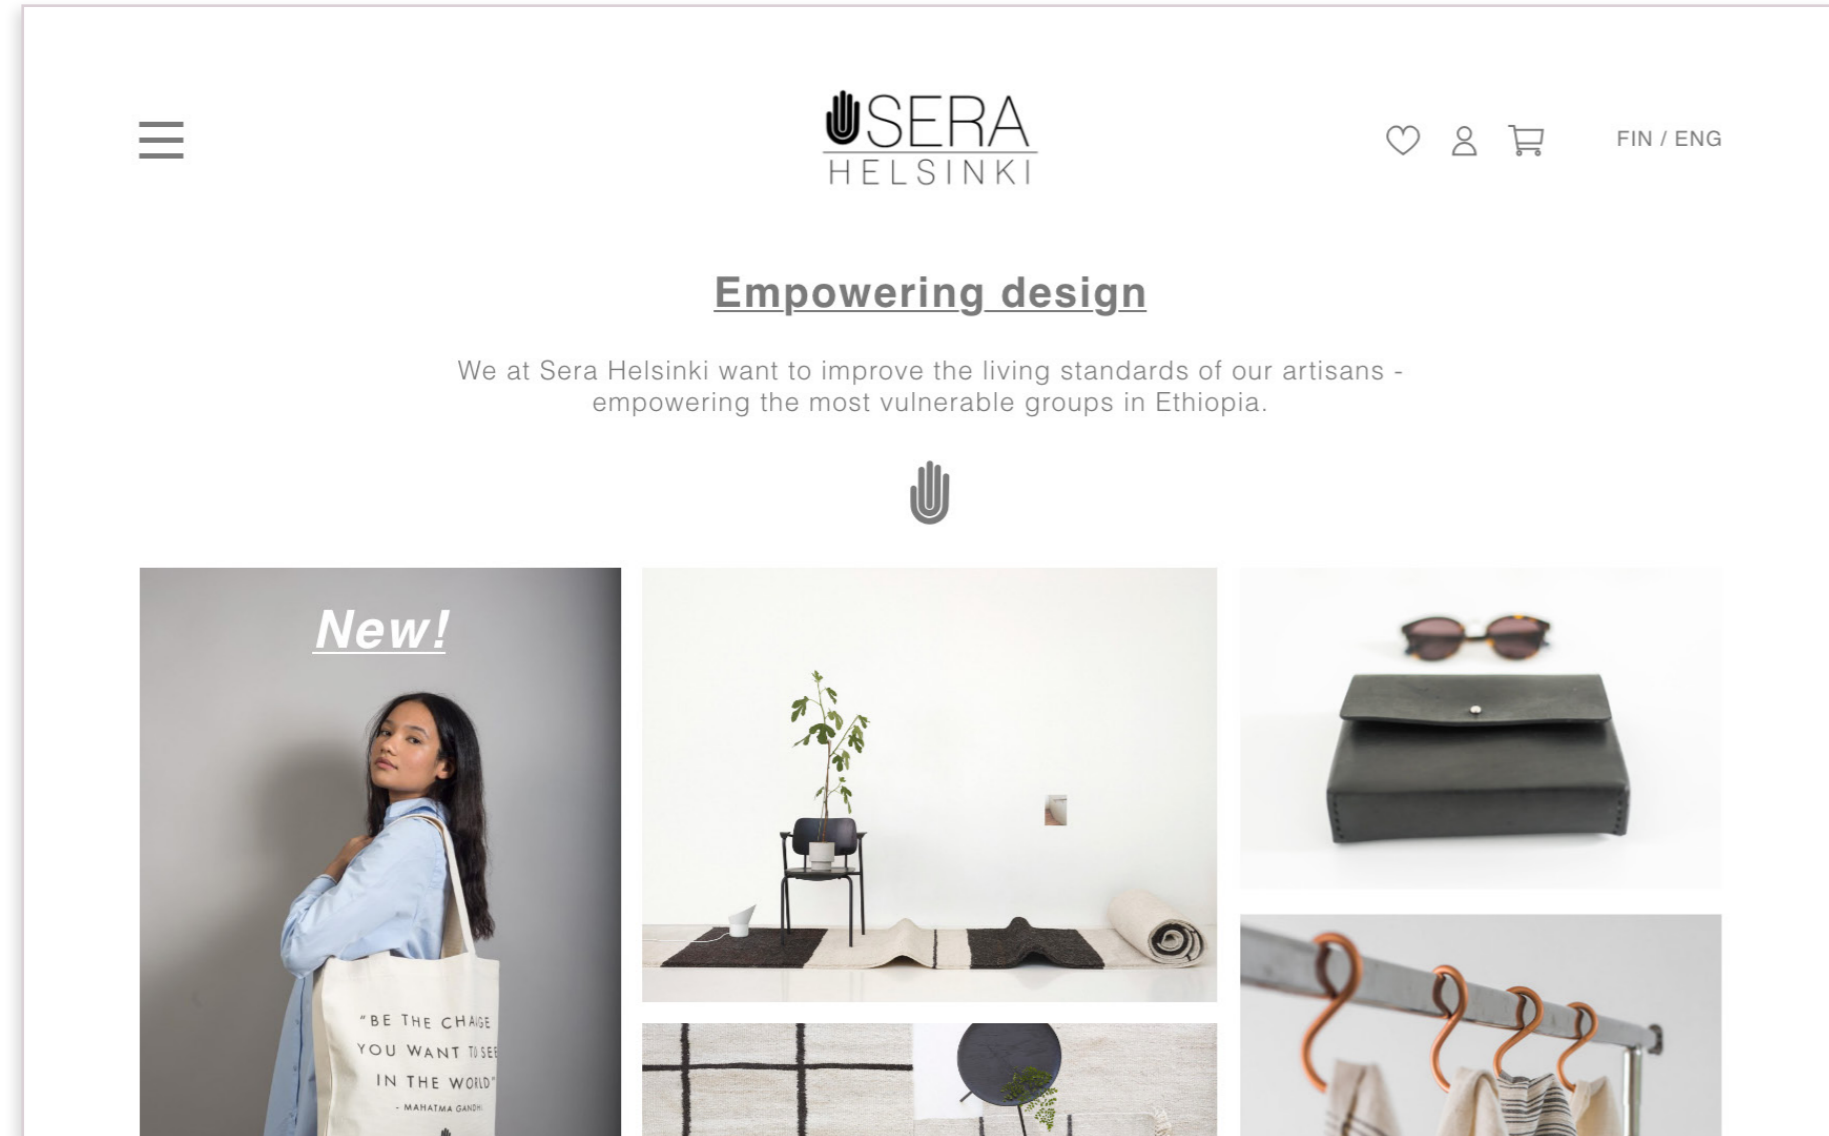 SERA
HELSINKI
FIN / ENG
Empowering design
We at Sera Helsinki want to improve the living standards of our artisans -
empowering the most vulnerable groups in Ethiopia.
New!
"BE THE CHANGE
YOU WANT TO SEE
IN THE WORLD"
- MAHATMA GANDHI